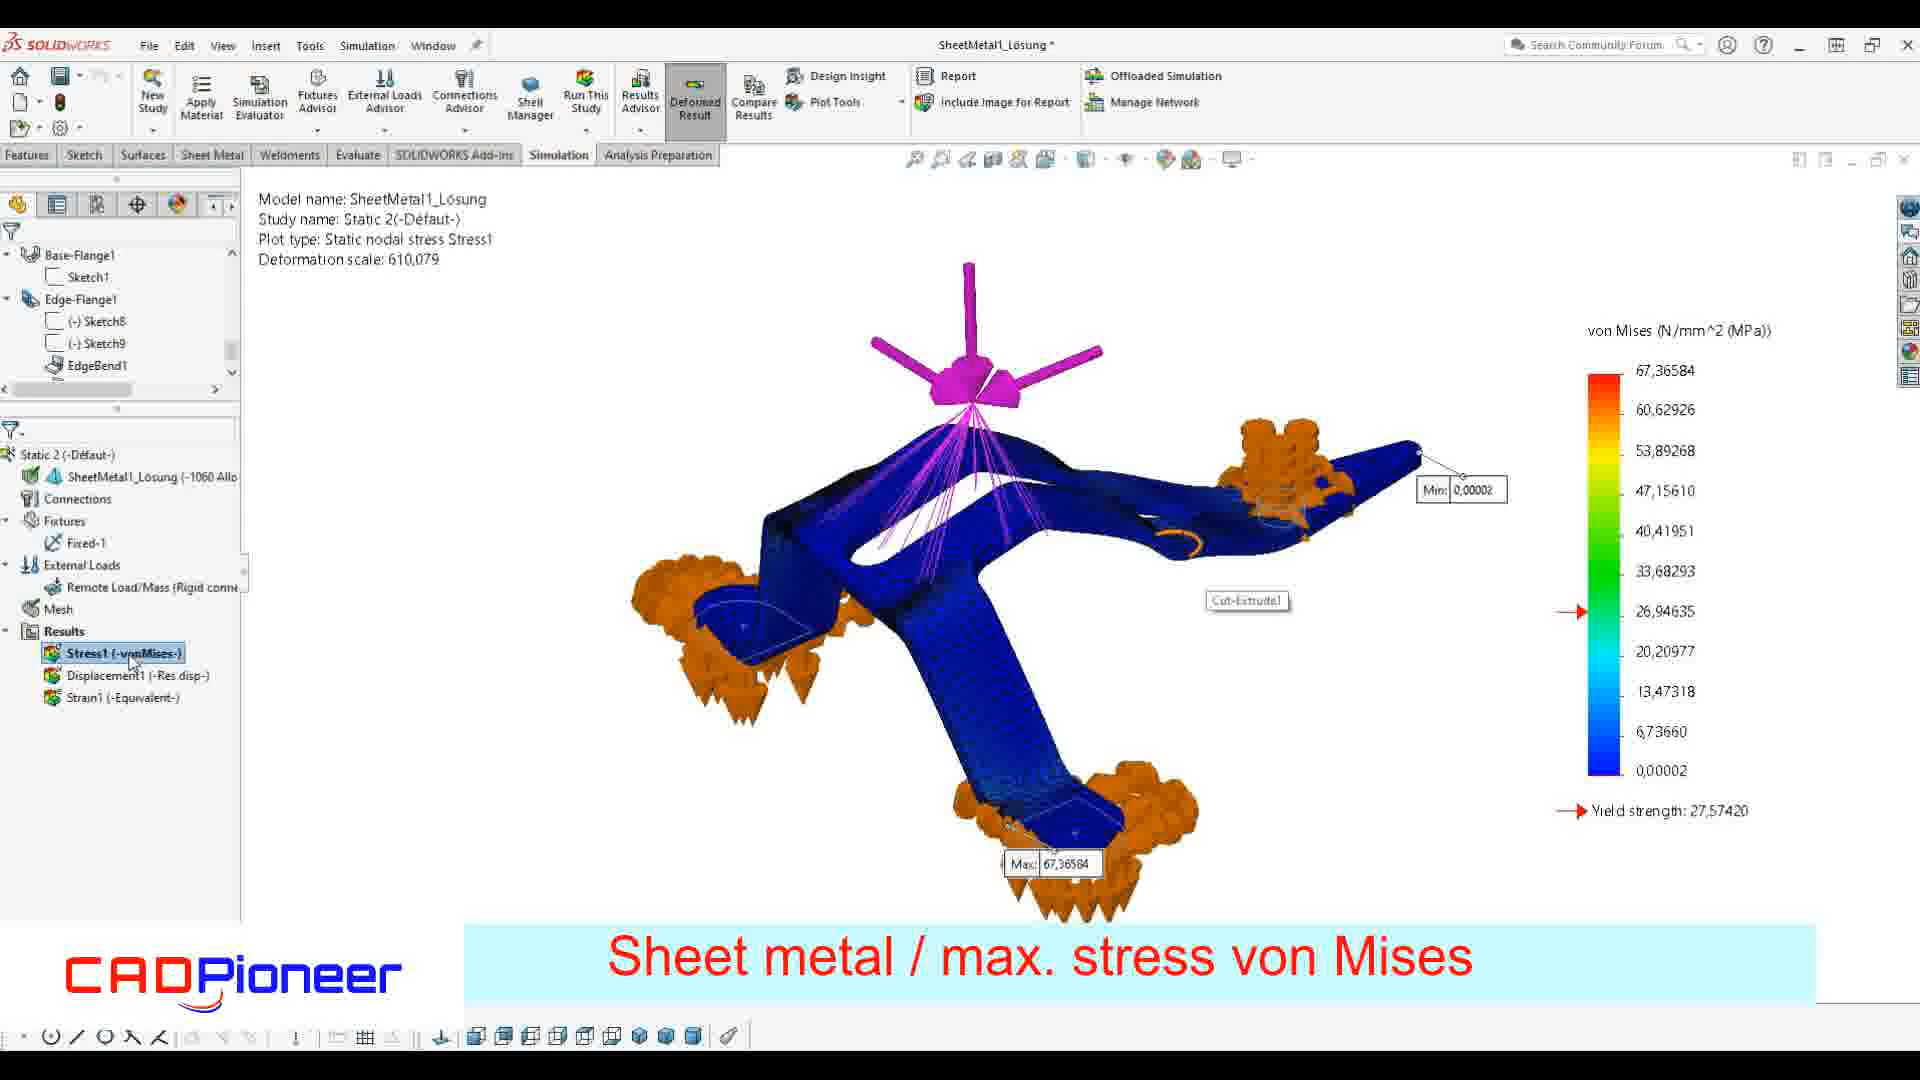 SOLIDWORKS
File Edit View Insert Tools Simulation Window
SheetMetal1_Lösung *
Search Community Forum
New Study
Apply Material
Simulation Evaluator
Fixtures Advisor
External Loads Advisor
Connections Advisor
Shell Manager
Run This Study
Results Advisor
Deformed Result
Compare Results
Design Insight
Plot Tools
Report
Include Image for Report
Offloaded Simulation
Manage Network
Features Sketch Surfaces Sheet Metal Weldments Evaluate SOLIDWORKS Add-Ins Simulation Analysis Preparation
Base-Flange1
Sketch1
Edge-Flange1
(-) Sketch8
(-) Sketch9
EdgeBend1
Static 2 (-Défaut-)
SheetMetal1_Lösung (-1060 Allo
Connections
Fixtures
Fixed-1
External Loads
Remote Load/Mass (Rigid conne
Mesh
Results
Stress1 (-vonMises-)
Displacement1 (-Res disp-)
Strain1 (-Equivalent-)
Model name: SheetMetal1_Lösung
Study name: Static 2(-Défaut-)
Plot type: Static nodal stress Stress1
Deformation scale: 610,079
Min: 0,00002
Cut-Extrude1
Max: 67,36584
von Mises (N/mm^2 (MPa))
67,36584
60,62926
53,89268
47,15610
40,41951
33,68293
26,94635
20,20977
13,47318
6,73660
0,00002
Yield strength: 27,57420
CADPioneer
Sheet metal / max. stress von Mises